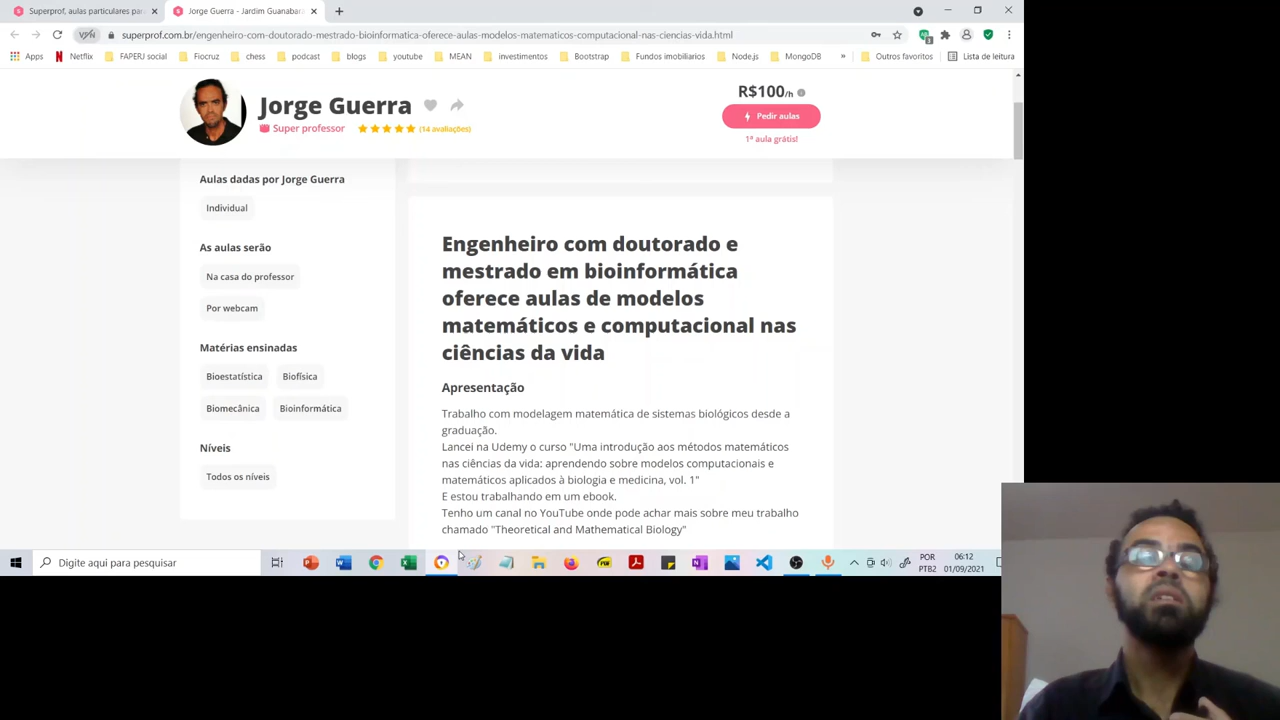 Superprof, aulas particulares pa
Jorge Guerra - Jardim Guanabara
superprof.com.br/engenheiro-com-doutorado-mestrado-bioinformatica-oferece-aulas-modelos-matematicos-computacional-nas-ciencias-vida.html
Apps Netflix FAPERJ social Fiocruz chess podcast blogs youtube MEAN investimentos Bootstrap Fundos imobiliarios Node.js MongoDB » Outros favoritos Lista de leitura
Jorge Guerra
Super professor (14 avaliações)
R$100/h
Pedir aulas
1ª aula grátis!
Aulas dadas por Jorge Guerra
Individual
As aulas serão
Na casa do professor
Por webcam
Matérias ensinadas
Bioestatística Biofísica
Biomecânica Bioinformática
Níveis
Todos os níveis
Engenheiro com doutorado e
mestrado em bioinformática
oferece aulas de modelos
matemáticos e computacional nas
ciências da vida
Apresentação
Trabalho com modelagem matemática de sistemas biológicos desde a
graduação.
Lancei na Udemy o curso "Uma introdução aos métodos matemáticos
nas ciências da vida: aprendendo sobre modelos computacionais e
matemáticos aplicados à biologia e medicina, vol. 1"
E estou trabalhando em um ebook.
Tenho um canal no YouTube onde pode achar mais sobre meu trabalho
chamado "Theoretical and Mathematical Biology"
Digite aqui para pesquisar
POR 06:12
PTB2 01/09/2021